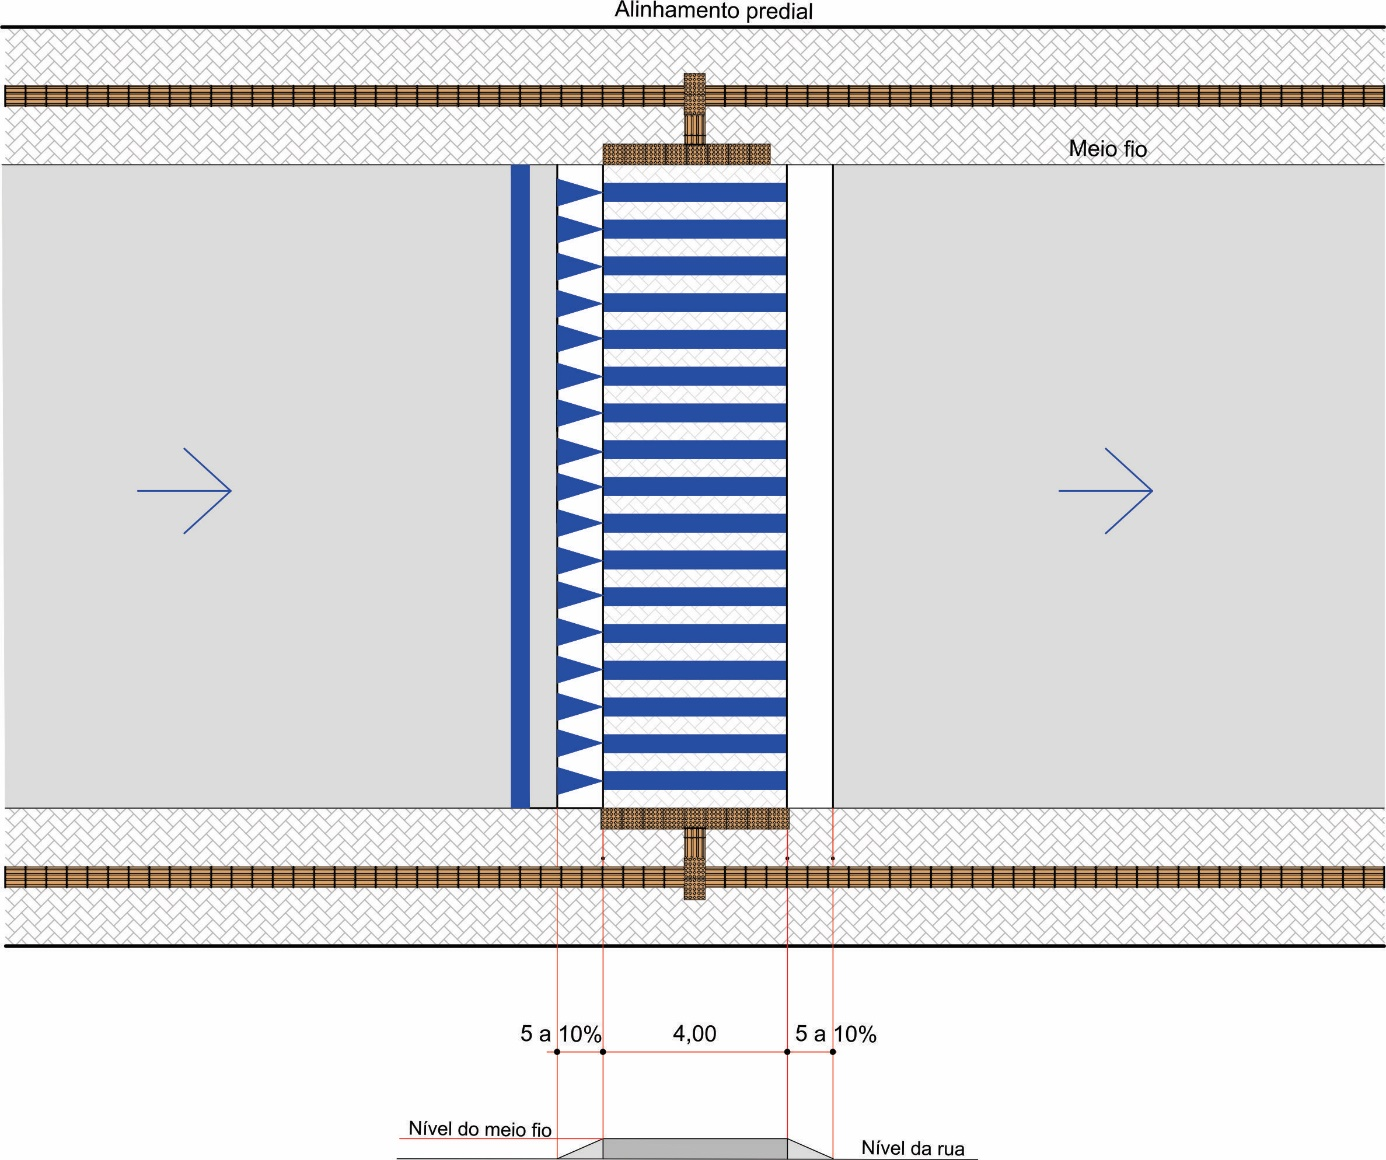 Alinhamento predial
Meio fio
5 a 10% 4,00 5 a 10%
Nível do meio fio
Nível da rua